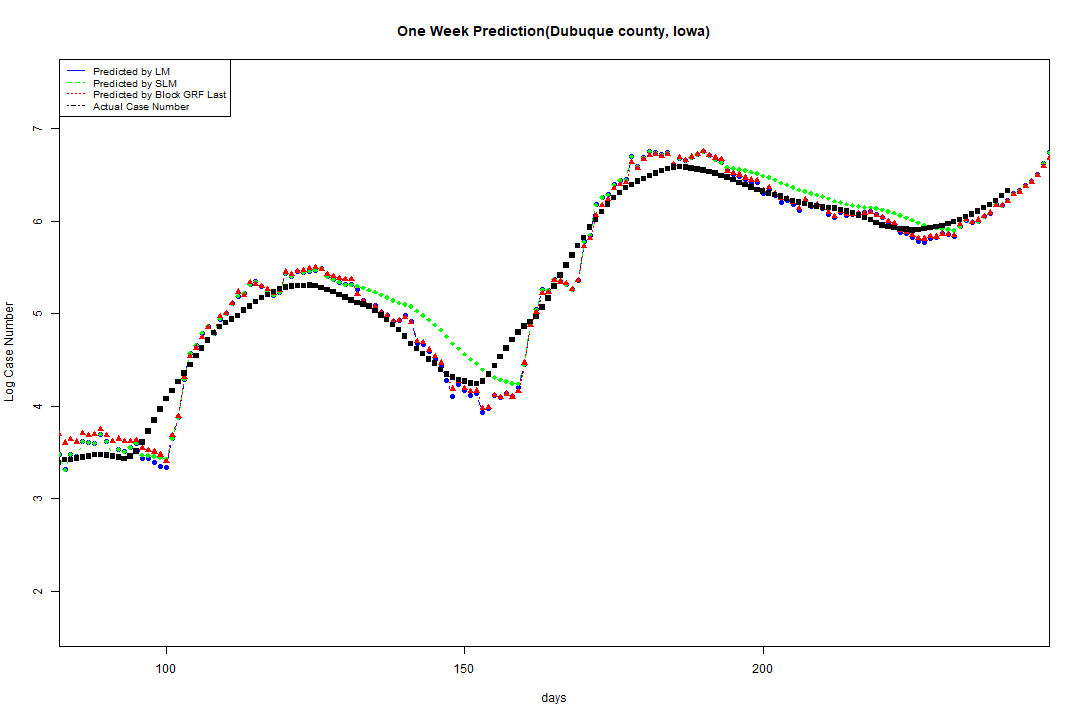 One Week Prediction(Dubuque county, Iowa)
Predicted by LM
Predicted by SLM
Predicted by Block GRF Last
Actual Case Number
7
6
5
4
3
2
Log Case Number
100 150 200
days